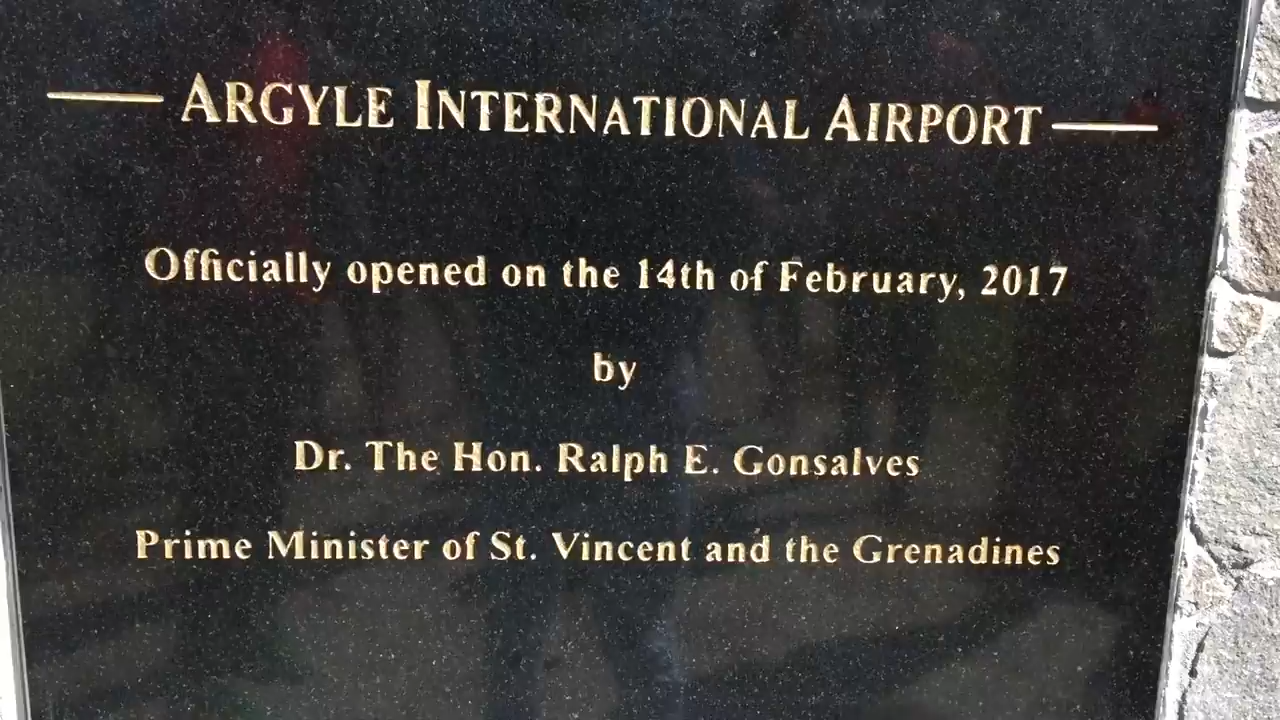 ARGYLE INTERNATIONAL AIRPORT
Officially opened on the 14th of February, 2017
by
Dr. The Hon. Ralph E. Gonsalves
Prime Minister of St. Vincent and the Grenadines